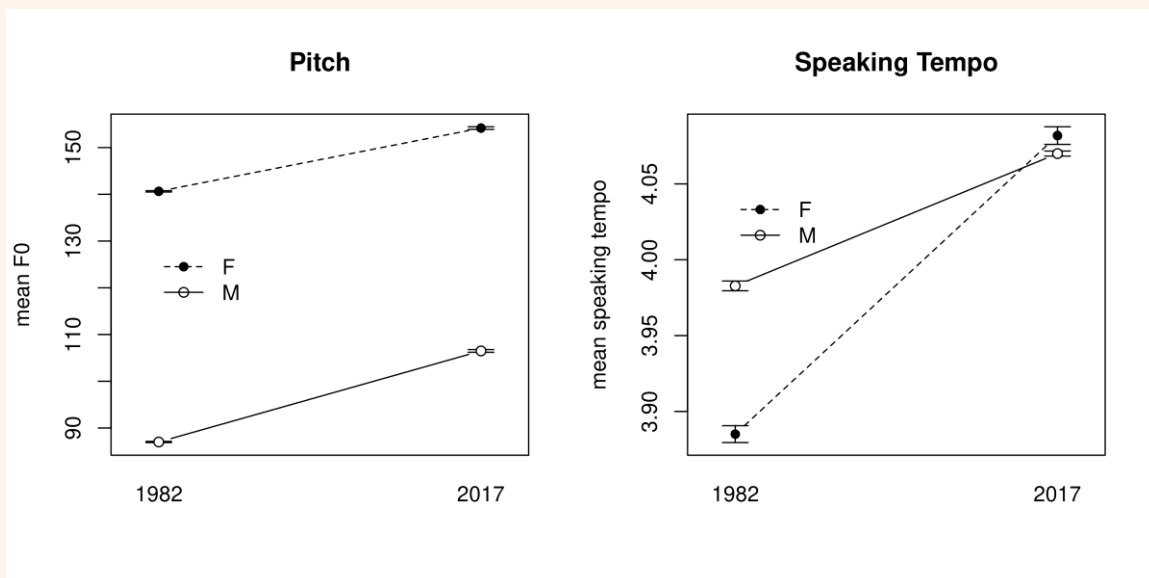 Pitch
mean F0
150
130
110
90
F
M
1982
2017
Speaking Tempo
mean speaking tempo
4.05
4.00
3.95
3.90
F
M
1982
2017